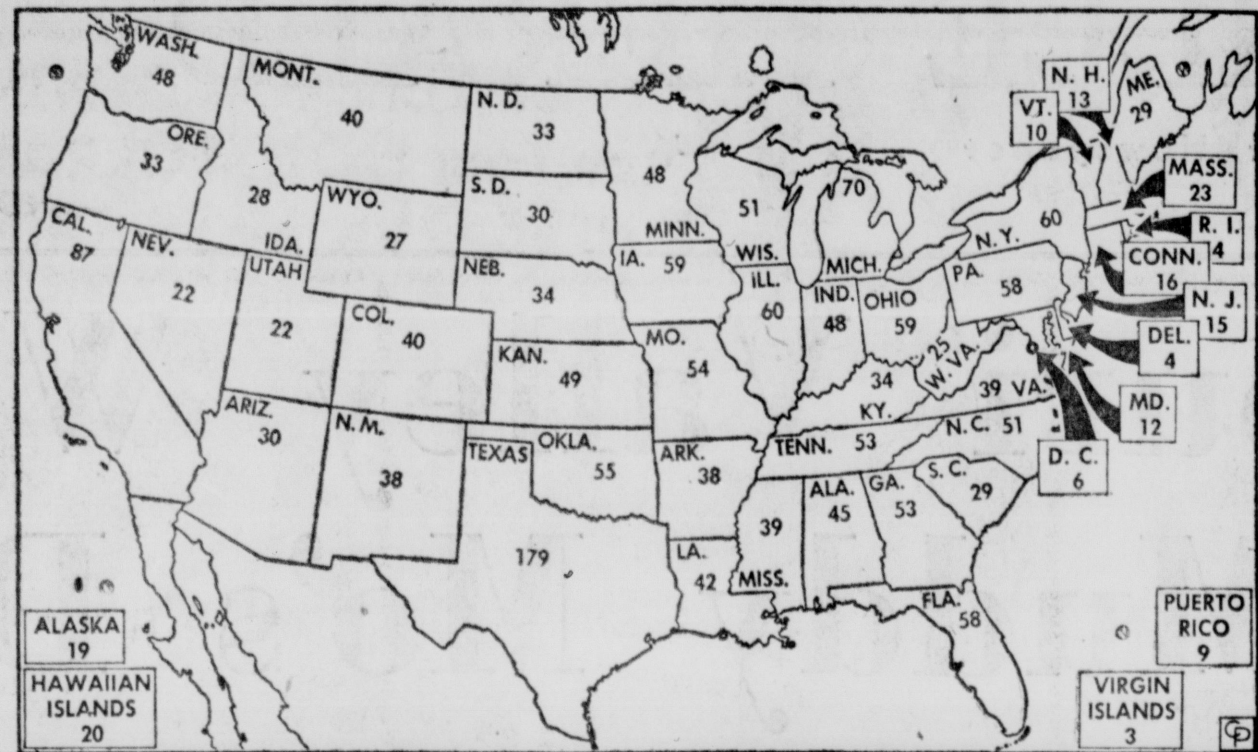 WASH.
48
MONT.
40
N. D.
33
N. H.
13
ME.
29
VT.
10
ORE.
33
MASS.
23
28
IDA.
WYO.
27
S. D.
30
48
MINN.
51
WIS.
70
MICH.
60
N. Y.
R. I.
4
CONN.
16
CAL.
87
NEV.
22
UTAH
22
NEB.
34
IA. 59
ILL.
60
IND.
48
OHIO
59
PA.
58
N. J.
15
DEL.
4
COL.
40
KAN.
49
MO.
54
34
KY.
25
W. VA.
39 VA.
MD.
12
ARIZ.
30
N. M.
38
TEXAS
179
OKLA.
55
ARK.
38
TENN. 53
N. C. 51
D. C.
6
39
MISS.
ALA.
45
GA.
53
S. C.
29
LA.
42
FLA.
58
ALASKA
19
HAWAIIAN
ISLANDS
20
PUERTO
RICO
9
VIRGIN
ISLANDS
3
CP